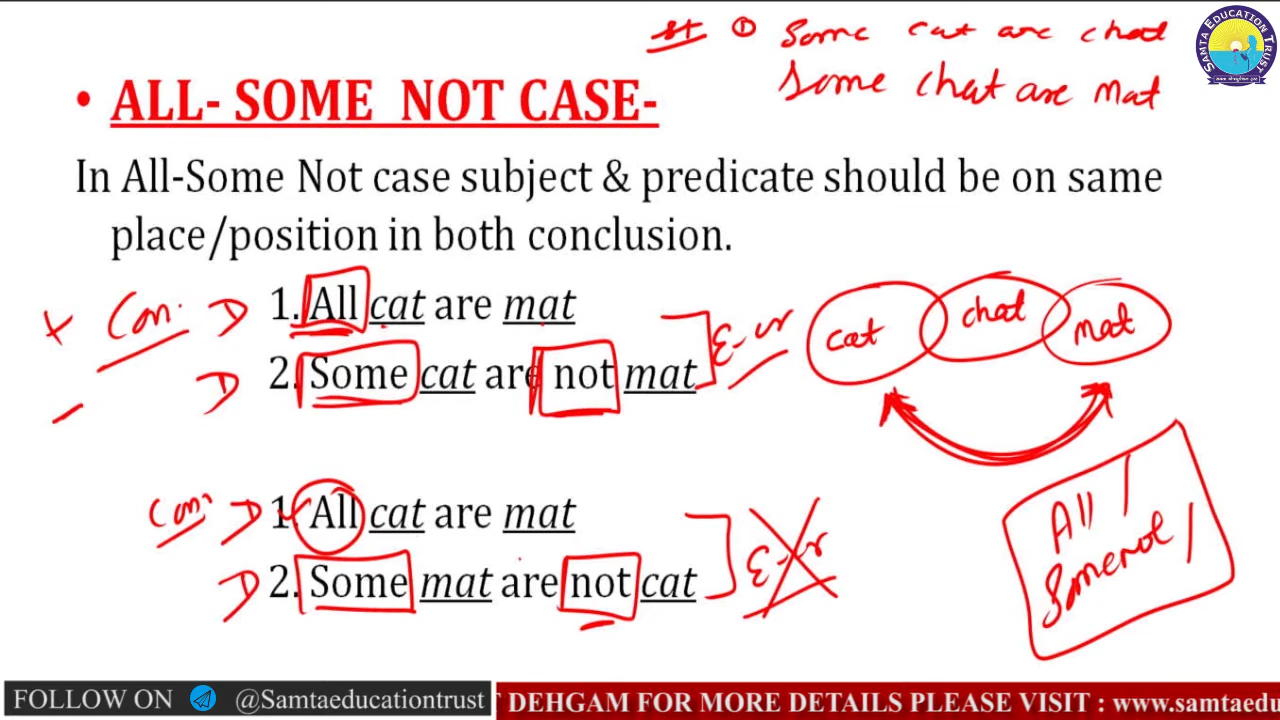 st ① Some cat are chat
Some chat are mat
SAMTA EDUCATION TRUST
• ALL- SOME NOT CASE-
In All-Some Not case subject & predicate should be on same
place/position in both conclusion.
+ Con: 1. All cat are mat
- 2. Some cat are not mat
E-or
cat chat mat
Con: 1. All cat are mat
2. Some mat are not cat
E-or
All /
Somenot /
FOLLOW ON @Samtaeducationtrust
T DEHGAM FOR MORE DETAILS PLEASE VISIT : www.samtaedu